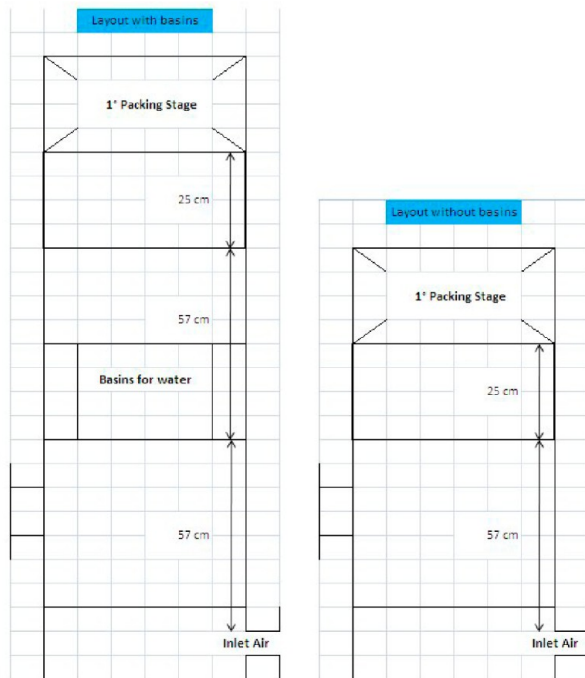 Layout with basins
1° Packing Stage
25 cm
57 cm
Basins for water
57 cm
Inlet Air
Layout without basins
1° Packing Stage
25 cm
57 cm
Inlet Air